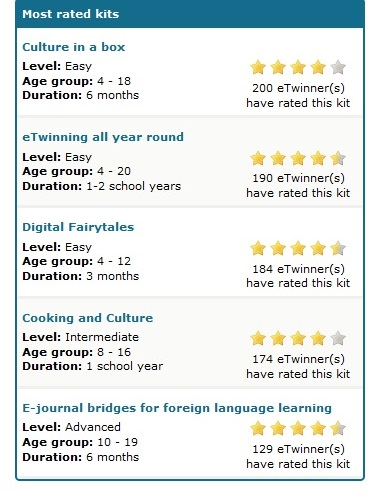 Most rated kits
Culture in a box
Level: Easy
Age group: 4 - 18
Duration: 6 months
200 eTwinner(s)
have rated this kit
eTwinning all year round
Level: Easy
Age group: 4 - 20
Duration: 1-2 school years
190 eTwinner(s)
have rated this kit
Digital Fairytales
Level: Easy
Age group: 4 - 12
Duration: 3 months
184 eTwinner(s)
have rated this kit
Cooking and Culture
Level: Intermediate
Age group: 8 - 16
Duration: 1 school year
174 eTwinner(s)
have rated this kit
E-journal bridges for foreign language learning
Level: Advanced
Age group: 10 - 19
Duration: 6 months
129 eTwinner(s)
have rated this kit